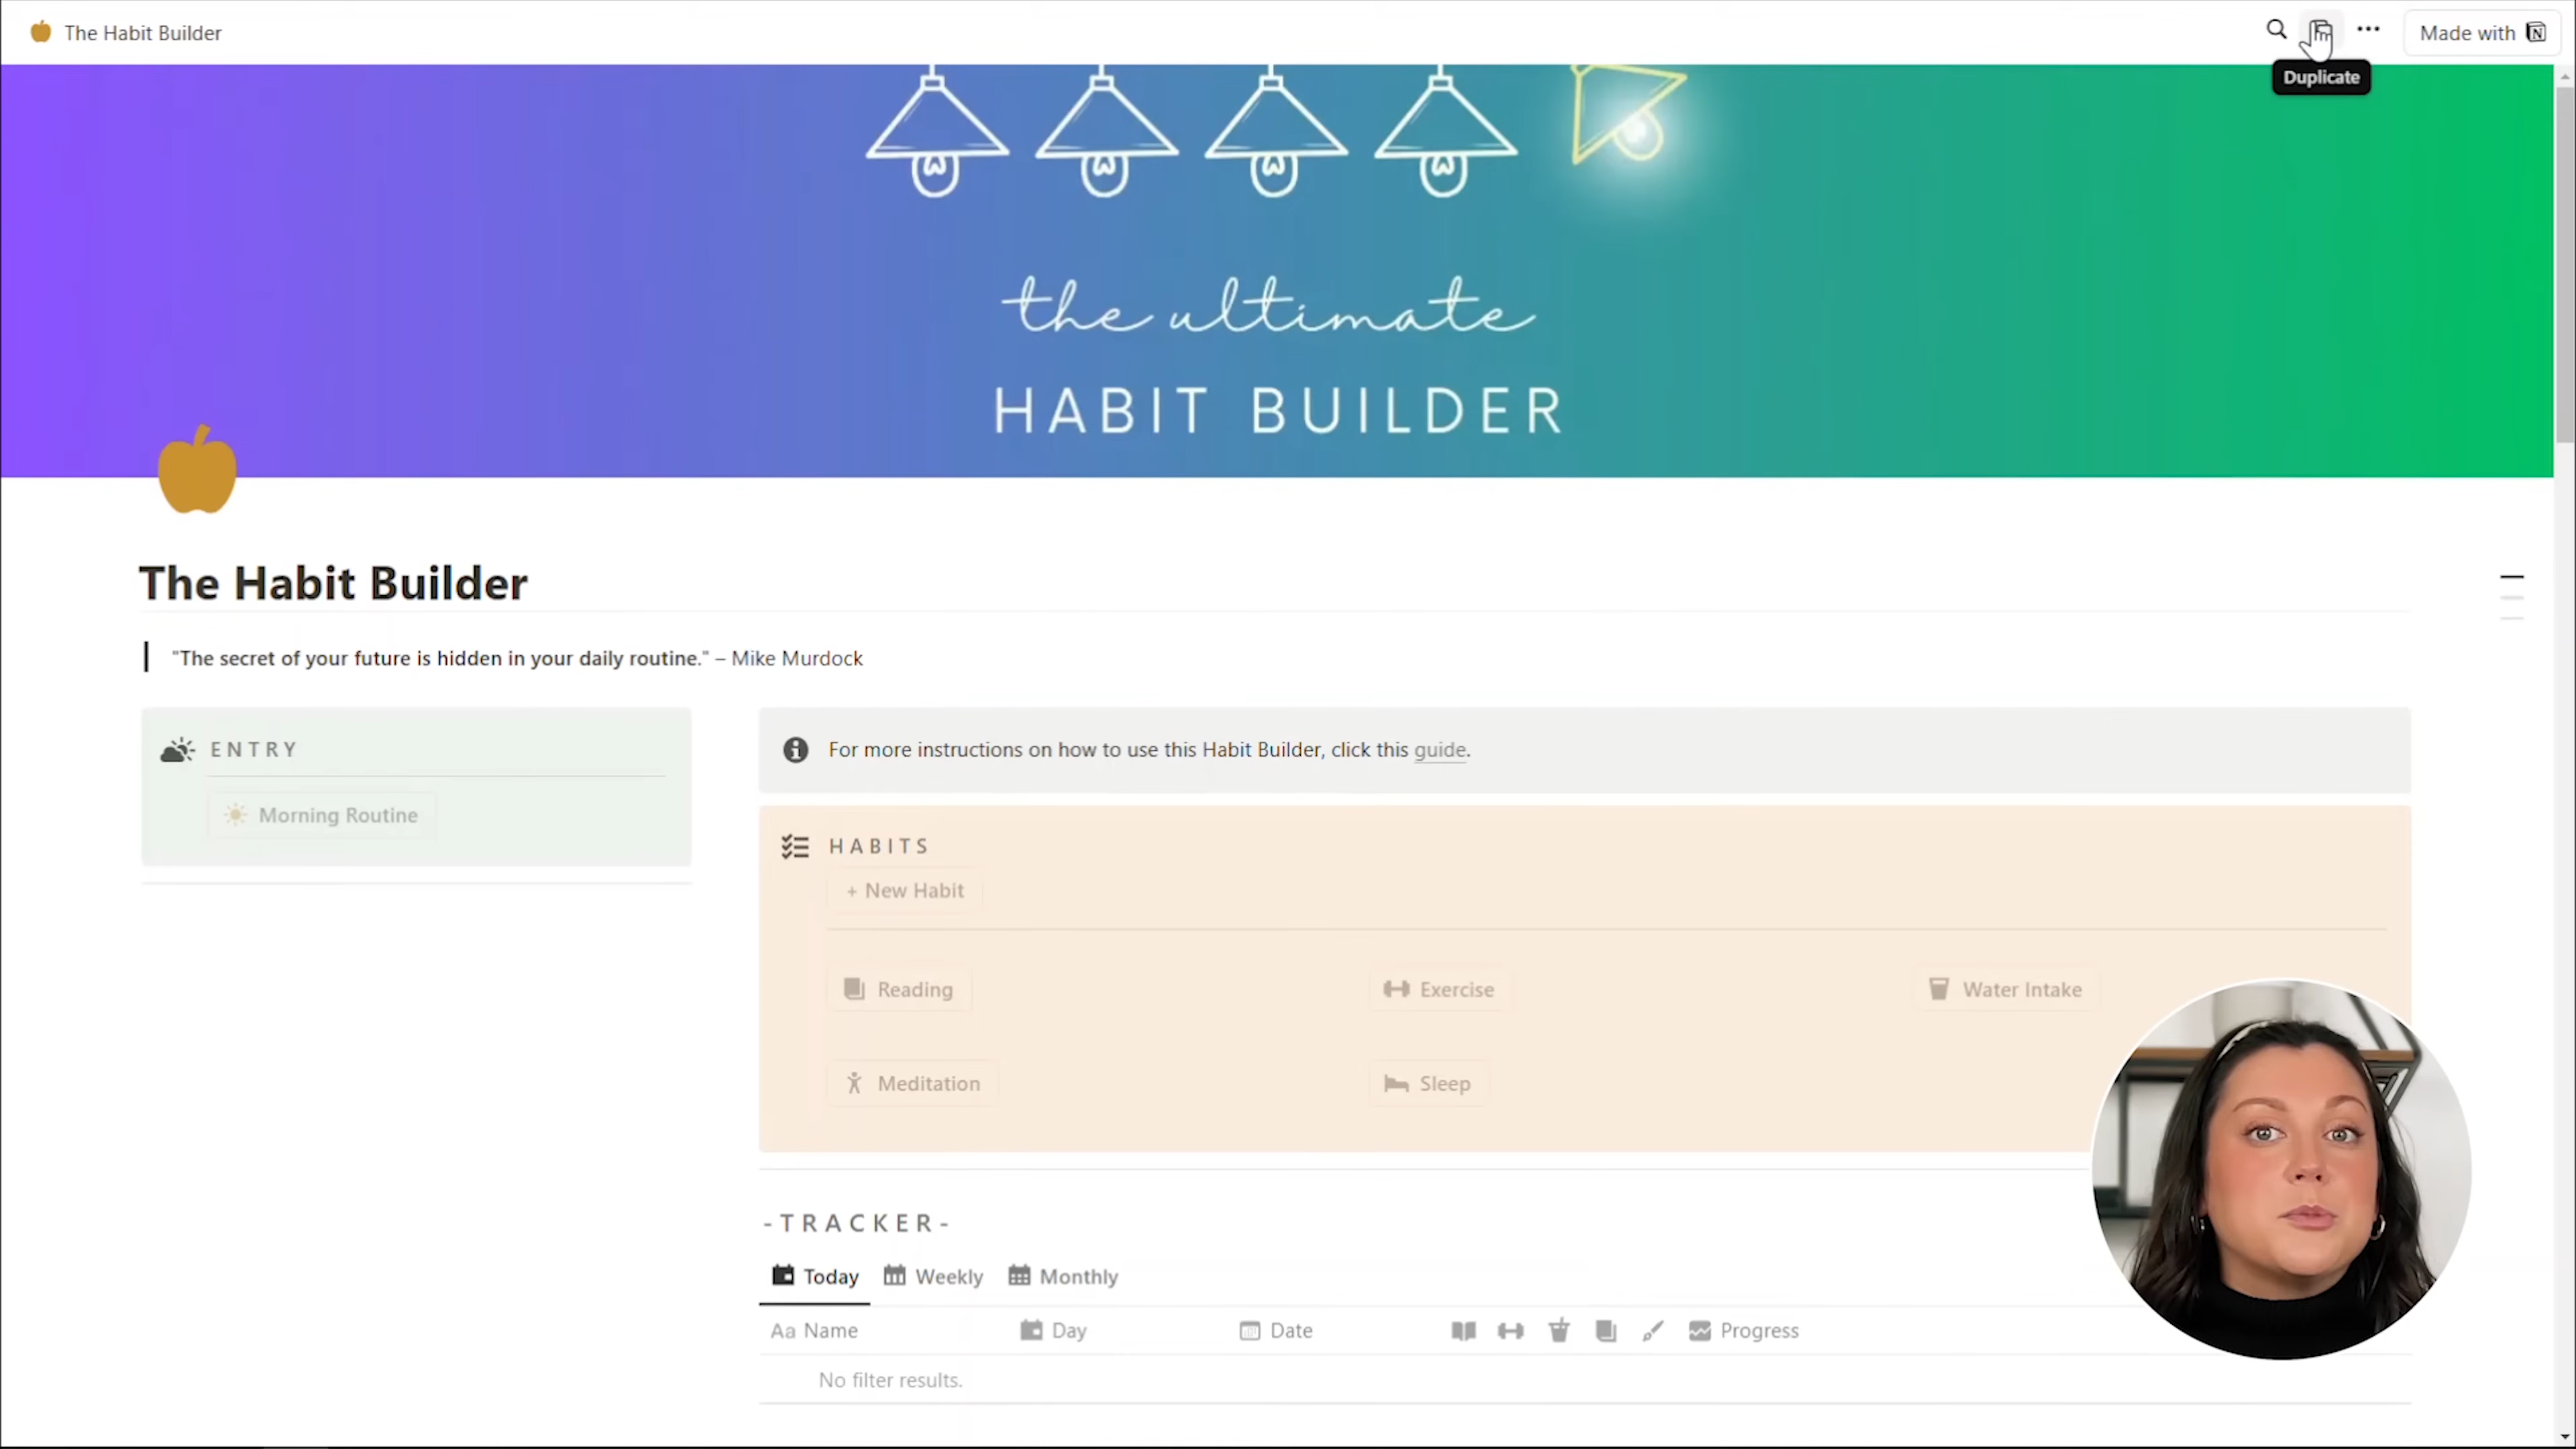 The Habit Builder
Made with
Duplicate
the ultimate
HABIT BUILDER
The Habit Builder
"The secret of your future is hidden in your daily routine." – Mike Murdock
ENTRY
Morning Routine
For more instructions on how to use this Habit Builder, click this guide.
HABITS
+ New Habit
Reading
Exercise
Water Intake
Meditation
Sleep
-TRACKER-
Today Weekly Monthly
Aa Name Day Date Progress
No filter results.